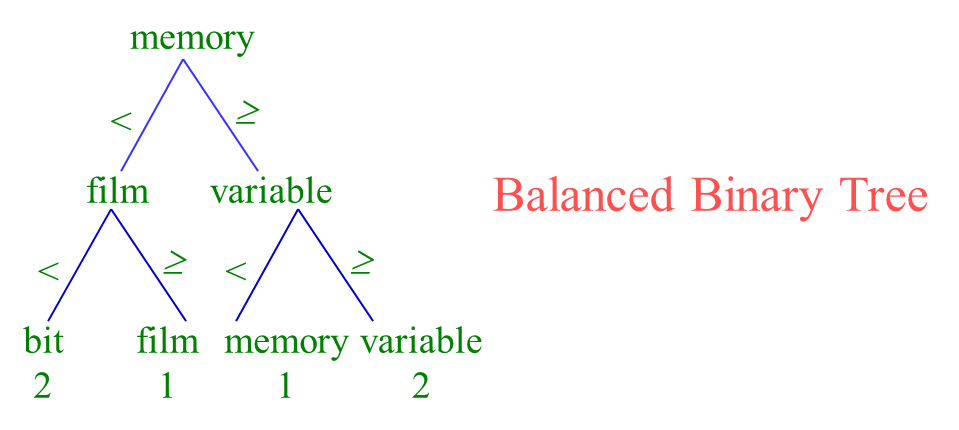 memory
< ≥
film variable Balanced Binary Tree
< ≥ < ≥
bit film memory variable
2 1 1 2